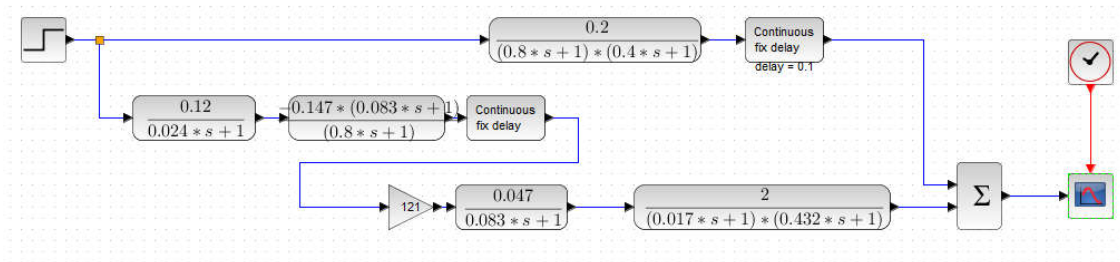 0.2
(0.8 * s + 1) * (0.4 * s + 1)
Continuous
fix delay
delay = 0.1
0.12
0.024 * s + 1
−0.147 * (0.083 * s + 1)
(0.8 * s + 1)
Continuous
fix delay
121
0.047
0.083 * s + 1
2
(0.017 * s + 1) * (0.432 * s + 1)
Σ